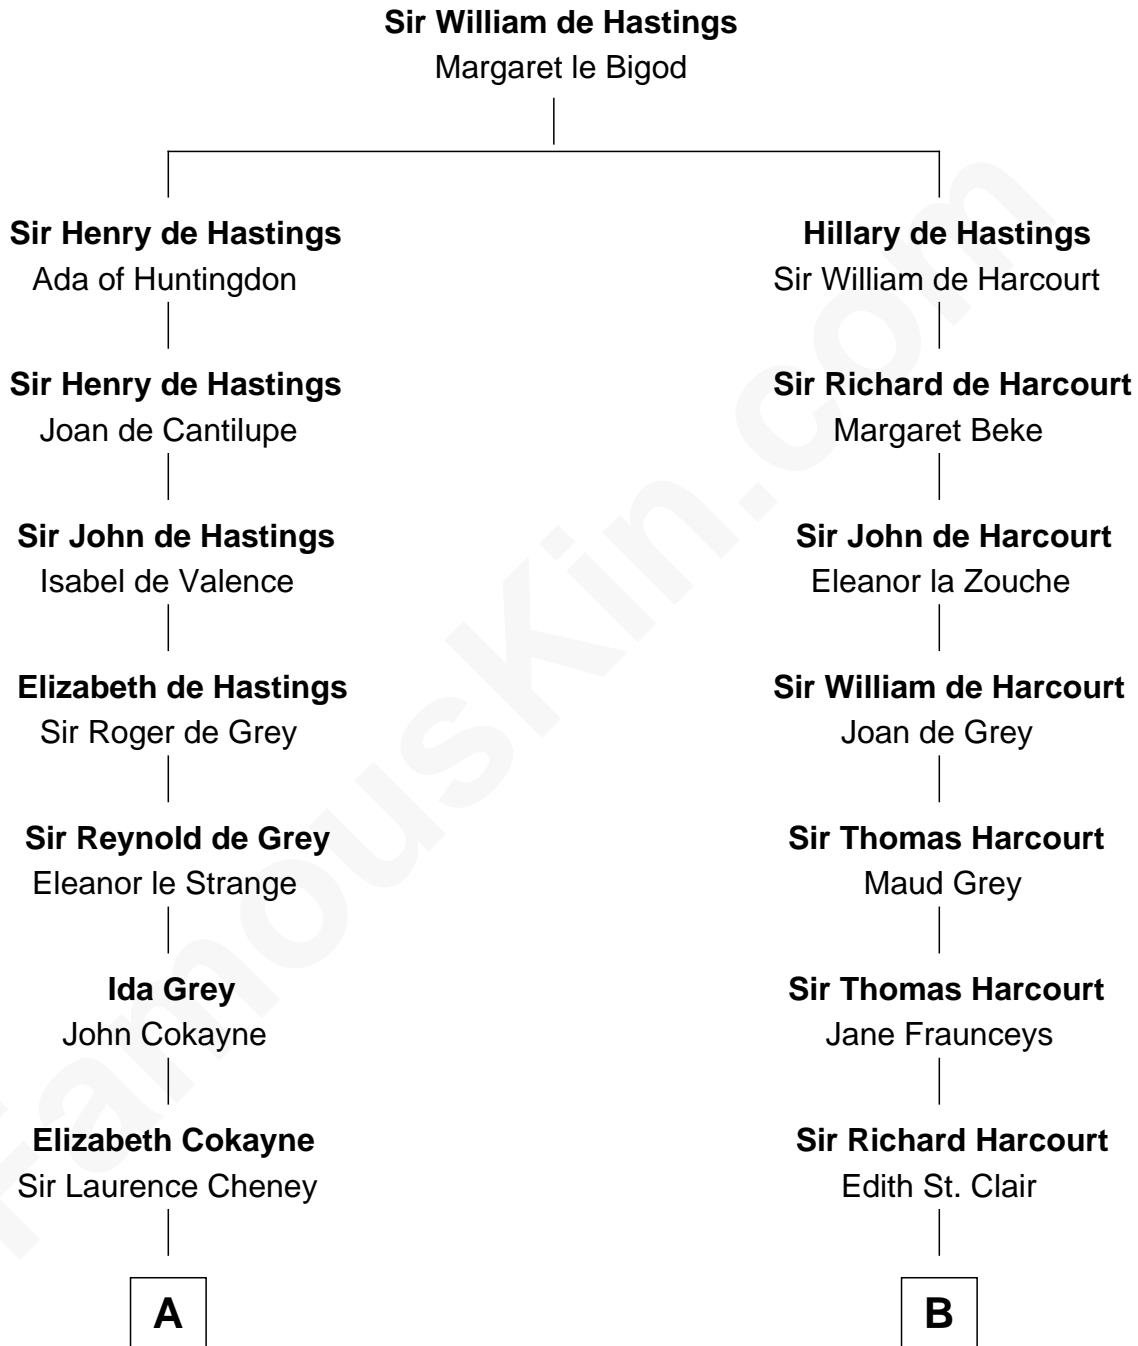 Sir William de Hastings
Margaret le Bigod
Sir Henry de Hastings
Ada of Huntingdon
Hillary de Hastings
Sir William de Harcourt
Sir Henry de Hastings
Joan de Cantilupe
Sir Richard de Harcourt
Margaret Beke
Sir John de Hastings
Isabel de Valence
Sir John de Harcourt
Eleanor la Zouche
Elizabeth de Hastings
Sir Roger de Grey
Sir William de Harcourt
Joan de Grey
Sir Reynold de Grey
Eleanor le Strange
Sir Thomas Harcourt
Maud Grey
Ida Grey
John Cokayne
Sir Thomas Harcourt
Jane Fraunceys
Elizabeth Cokayne
Sir Laurence Cheney
Sir Richard Harcourt
Edith St. Clair
A
B
FamousKin.com